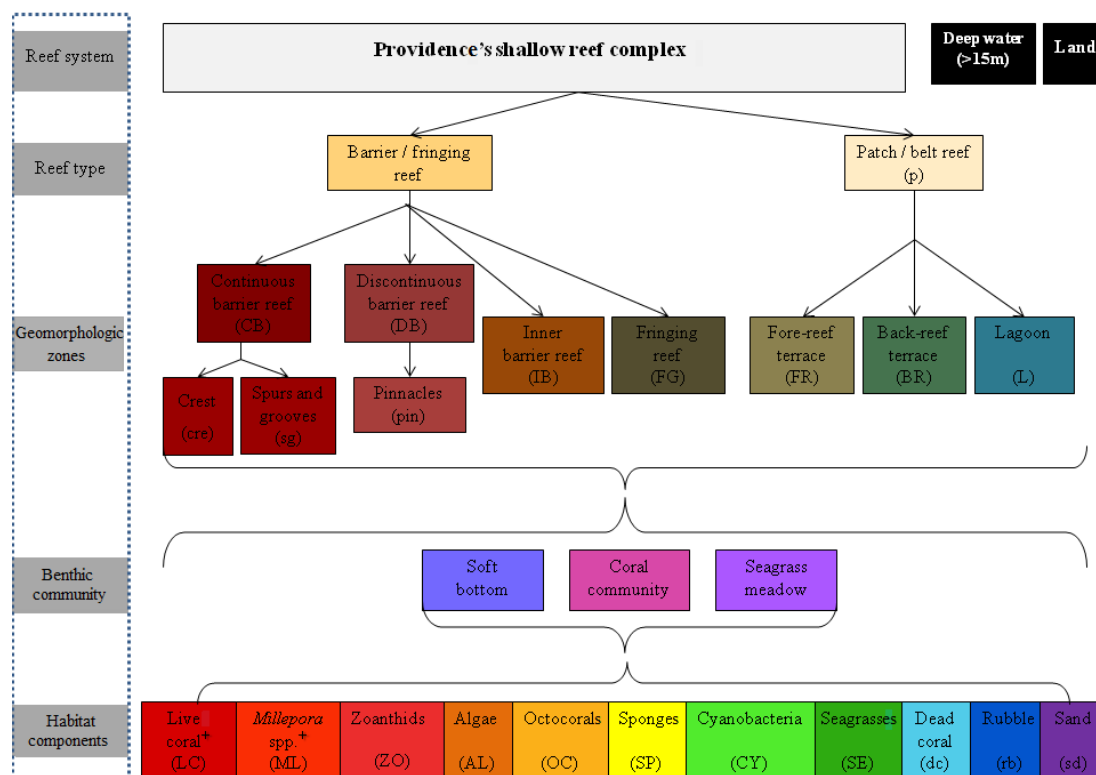 Reef system
Providence's shallow reef complex
Deep water
(>15m)
Land
Reef type
Barrier / fringing
reef
Patch / belt reef
(p)
Geomorphologic
zones
Continuous
barrier reef
(CB)
Discontinuous
barrier reef
(DB)
Inner
barrier reef
(IB)
Fringing
reef
(FG)
Fore-reef
terrace
(FR)
Back-reef
terrace
(BR)
Lagoon
(L)
Crest
(cre)
Spurs and
grooves
(sg)
Pinnacles
(pin)
Benthic
community
Soft
bottom
Coral
community
Seagrass
meadow
Habitat
components
Live
coral+
(LC)
Millepora
spp.+
(ML)
Zoanthids
(ZO)
Algae
(AL)
Octocorals
(OC)
Sponges
(SP)
Cyanobacteria
(CY)
Seagrasses
(SE)
Dead
coral
(dc)
Rubble
(rb)
Sand
(sd)